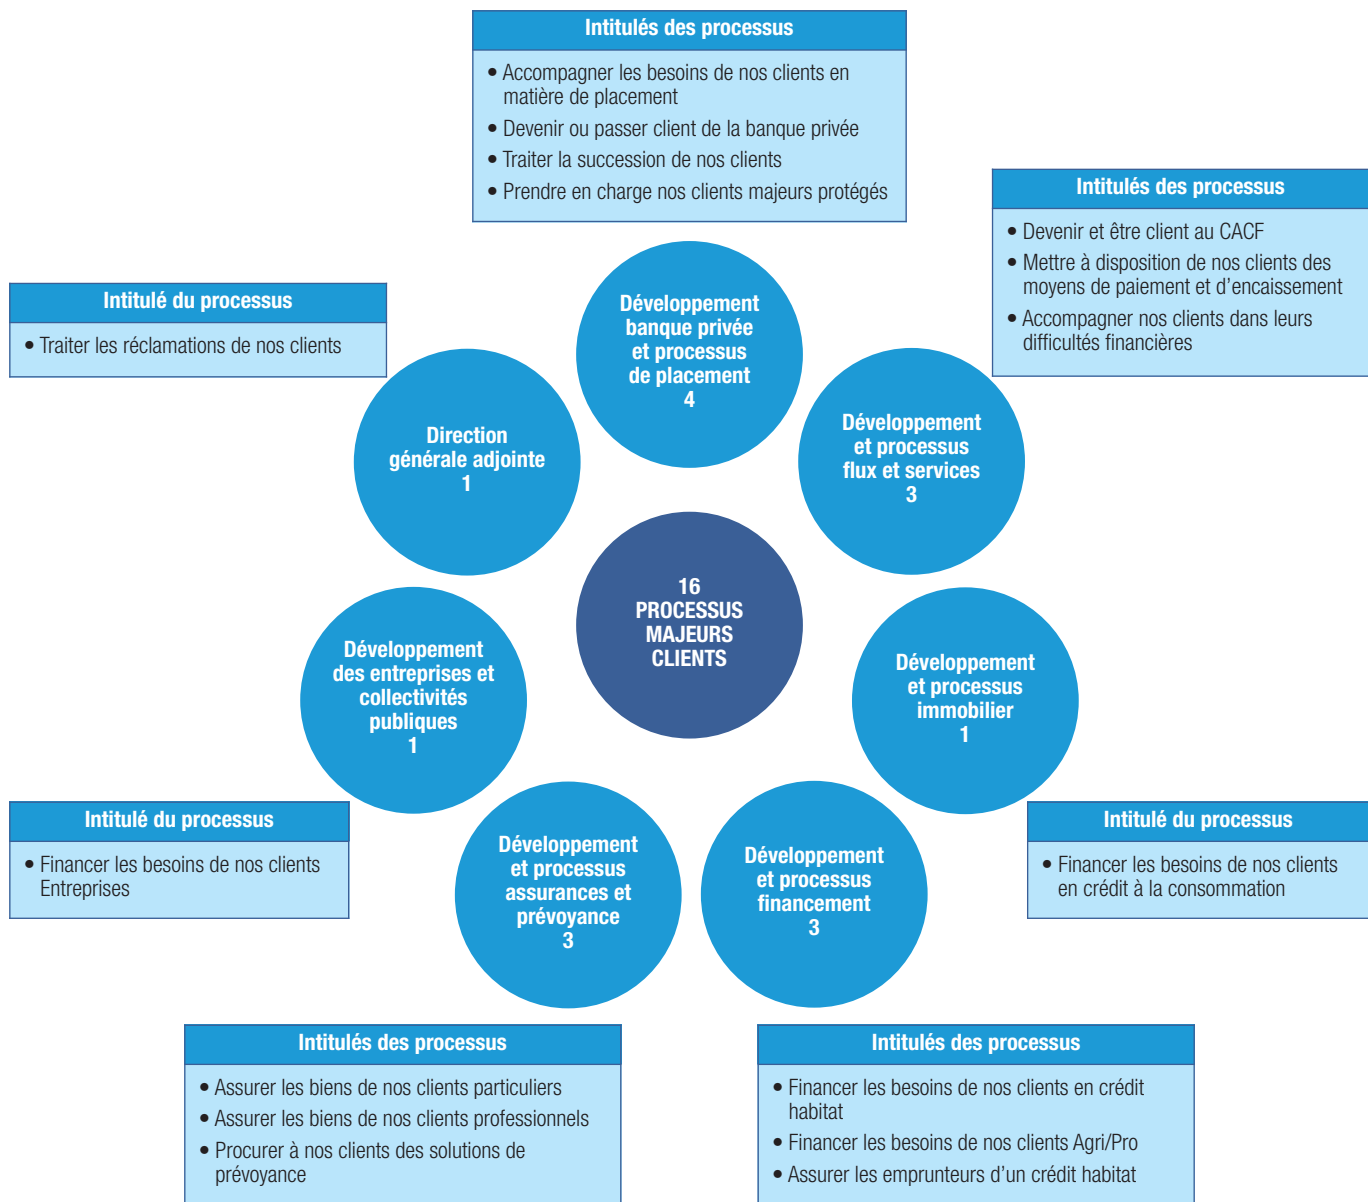 Intitulés des processus
• Accompagner les besoins de nos clients en
matière de placement
• Devenir ou passer client de la banque privée
• Traiter la succession de nos clients
• Prendre en charge nos clients majeurs protégés
Intitulés des processus
• Devenir et être client au CACF
• Mettre à disposition de nos clients des
moyens de paiement et d'encaissement
• Accompagner nos clients dans leurs
difficultés financières
Intitulé du processus
• Traiter les réclamations de nos clients
Développement
banque privée
et processus
de placement
4
Direction
générale adjointe
1
Développement
et processus
flux et services
3
16
PROCESSUS
MAJEURS
CLIENTS
Développement
des entreprises et
collectivités
publiques
1
Développement
et processus
immobilier
1
Intitulé du processus
• Financer les besoins de nos clients
Entreprises
Développement
et processus
assurances et
prévoyance
3
Développement
et processus
financement
3
Intitulé du processus
• Financer les besoins de nos clients
en crédit à la consommation
Intitulés des processus
• Assurer les biens de nos clients particuliers
• Assurer les biens de nos clients professionnels
• Procurer à nos clients des solutions de
prévoyance
Intitulés des processus
• Financer les besoins de nos clients en crédit
habitat
• Financer les besoins de nos clients Agri/Pro
• Assurer les emprunteurs d'un crédit habitat